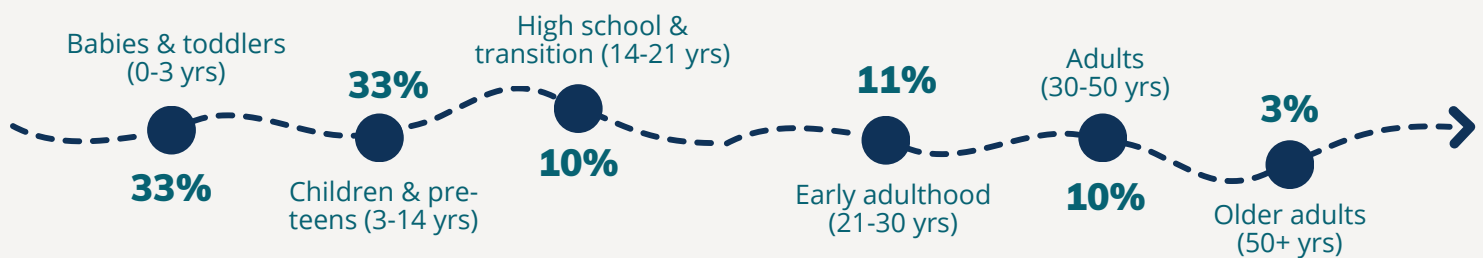 Babies & toddlers
(0-3 yrs)
33%
33%
Children & pre-
teens (3-14 yrs)
High school &
transition (14-21 yrs)
10%
11%
Early adulthood
(21-30 yrs)
Adults
(30-50 yrs)
10%
3%
Older adults
(50+ yrs)